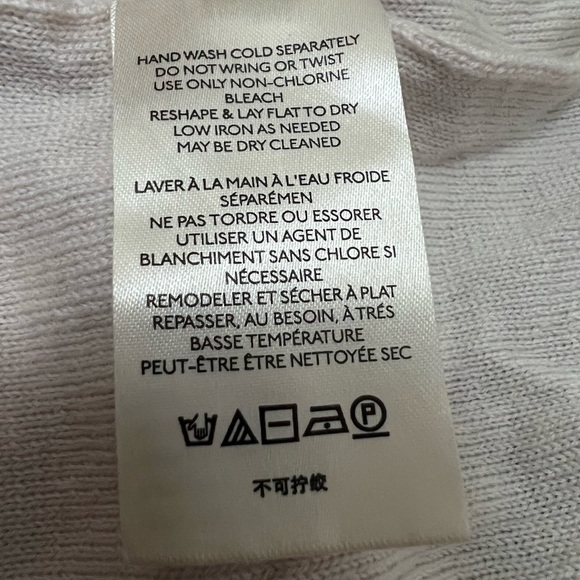 HAND WASH COLD SEPARATELY
DO NOT WRING OR TWIST
USE ONLY NON-CHLORINE
BLEACH
RESHAPE & LAY FLAT TO DRY
LOW IRON AS NEEDED
MAY BE DRY CLEANED
LAVER À LA MAIN À L'EAU FROIDE
SÉPARÉMEN
NE PAS TORDRE OU ESSORER
UTILISER UN AGENT DE
BLANCHIMENT SANS CHLORE SI
NÉCESSAIRE
REMODELER ET SÉCHER À PLAT
REPASSER, AU BESOIN, À TRÉS
BASSE TEMPÉRATURE
PEUT-ÊTRE ÊTRE NETTOYÉE SEC
P
不可拧绞